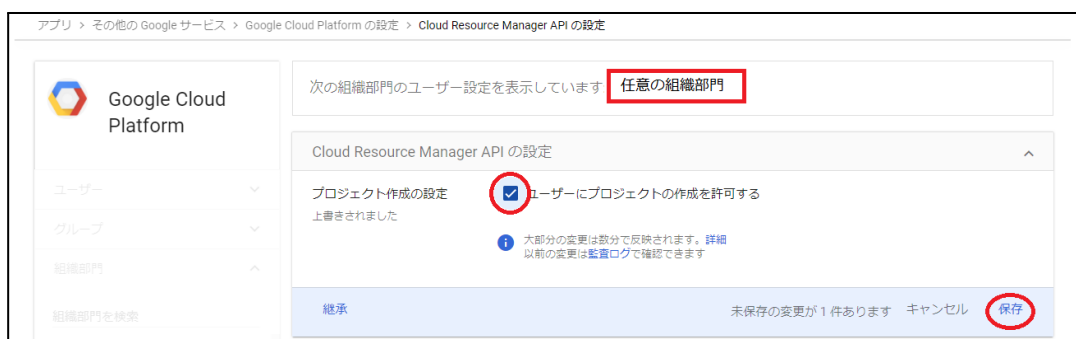 アプリ > その他の Google サービス > Google Cloud Platform の設定 > Cloud Resource Manager API の設定
Google Cloud
Platform
ユーザー
グループ
組織部門
組織部門を検索
次の組織部門のユーザー設定を表示しています 任意の組織部門
Cloud Resource Manager API の設定
プロジェクト作成の設定
上書きされました
ユーザーにプロジェクトの作成を許可する
大部分の変更は数分で反映されます。詳細
以前の変更は監査ログで確認できます
継承 未保存の変更が 1 件あります キャンセル 保存